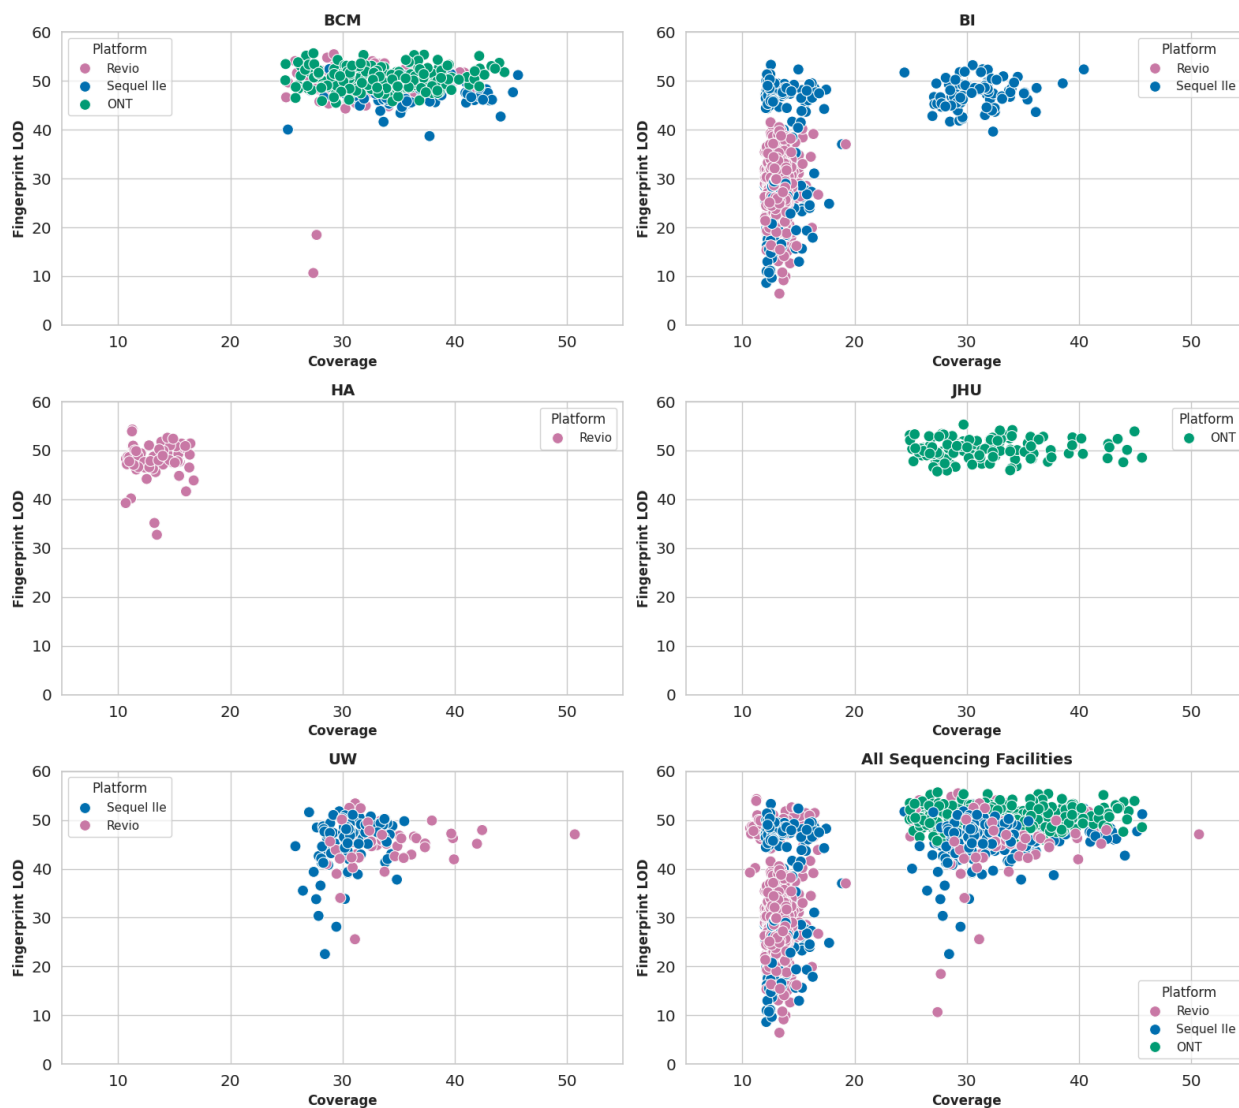 BCM
Fingerprint LOD
60
50
40
30
20
10
0
Platform
Revio
Sequel IIe
ONT
10 20 30 40 50
Coverage
BI
Fingerprint LOD
60
50
40
30
20
10
0
Platform
Revio
Sequel IIe
10 20 30 40 50
Coverage
HA
Fingerprint LOD
60
50
40
30
20
10
0
Platform
Revio
10 20 30 40 50
Coverage
JHU
Fingerprint LOD
60
50
40
30
20
10
0
Platform
ONT
10 20 30 40 50
Coverage
UW
Fingerprint LOD
60
50
40
30
20
10
0
Platform
Sequel IIe
Revio
10 20 30 40 50
Coverage
All Sequencing Facilities
Fingerprint LOD
60
50
40
30
20
10
0
Platform
Revio
Sequel IIe
ONT
10 20 30 40 50
Coverage